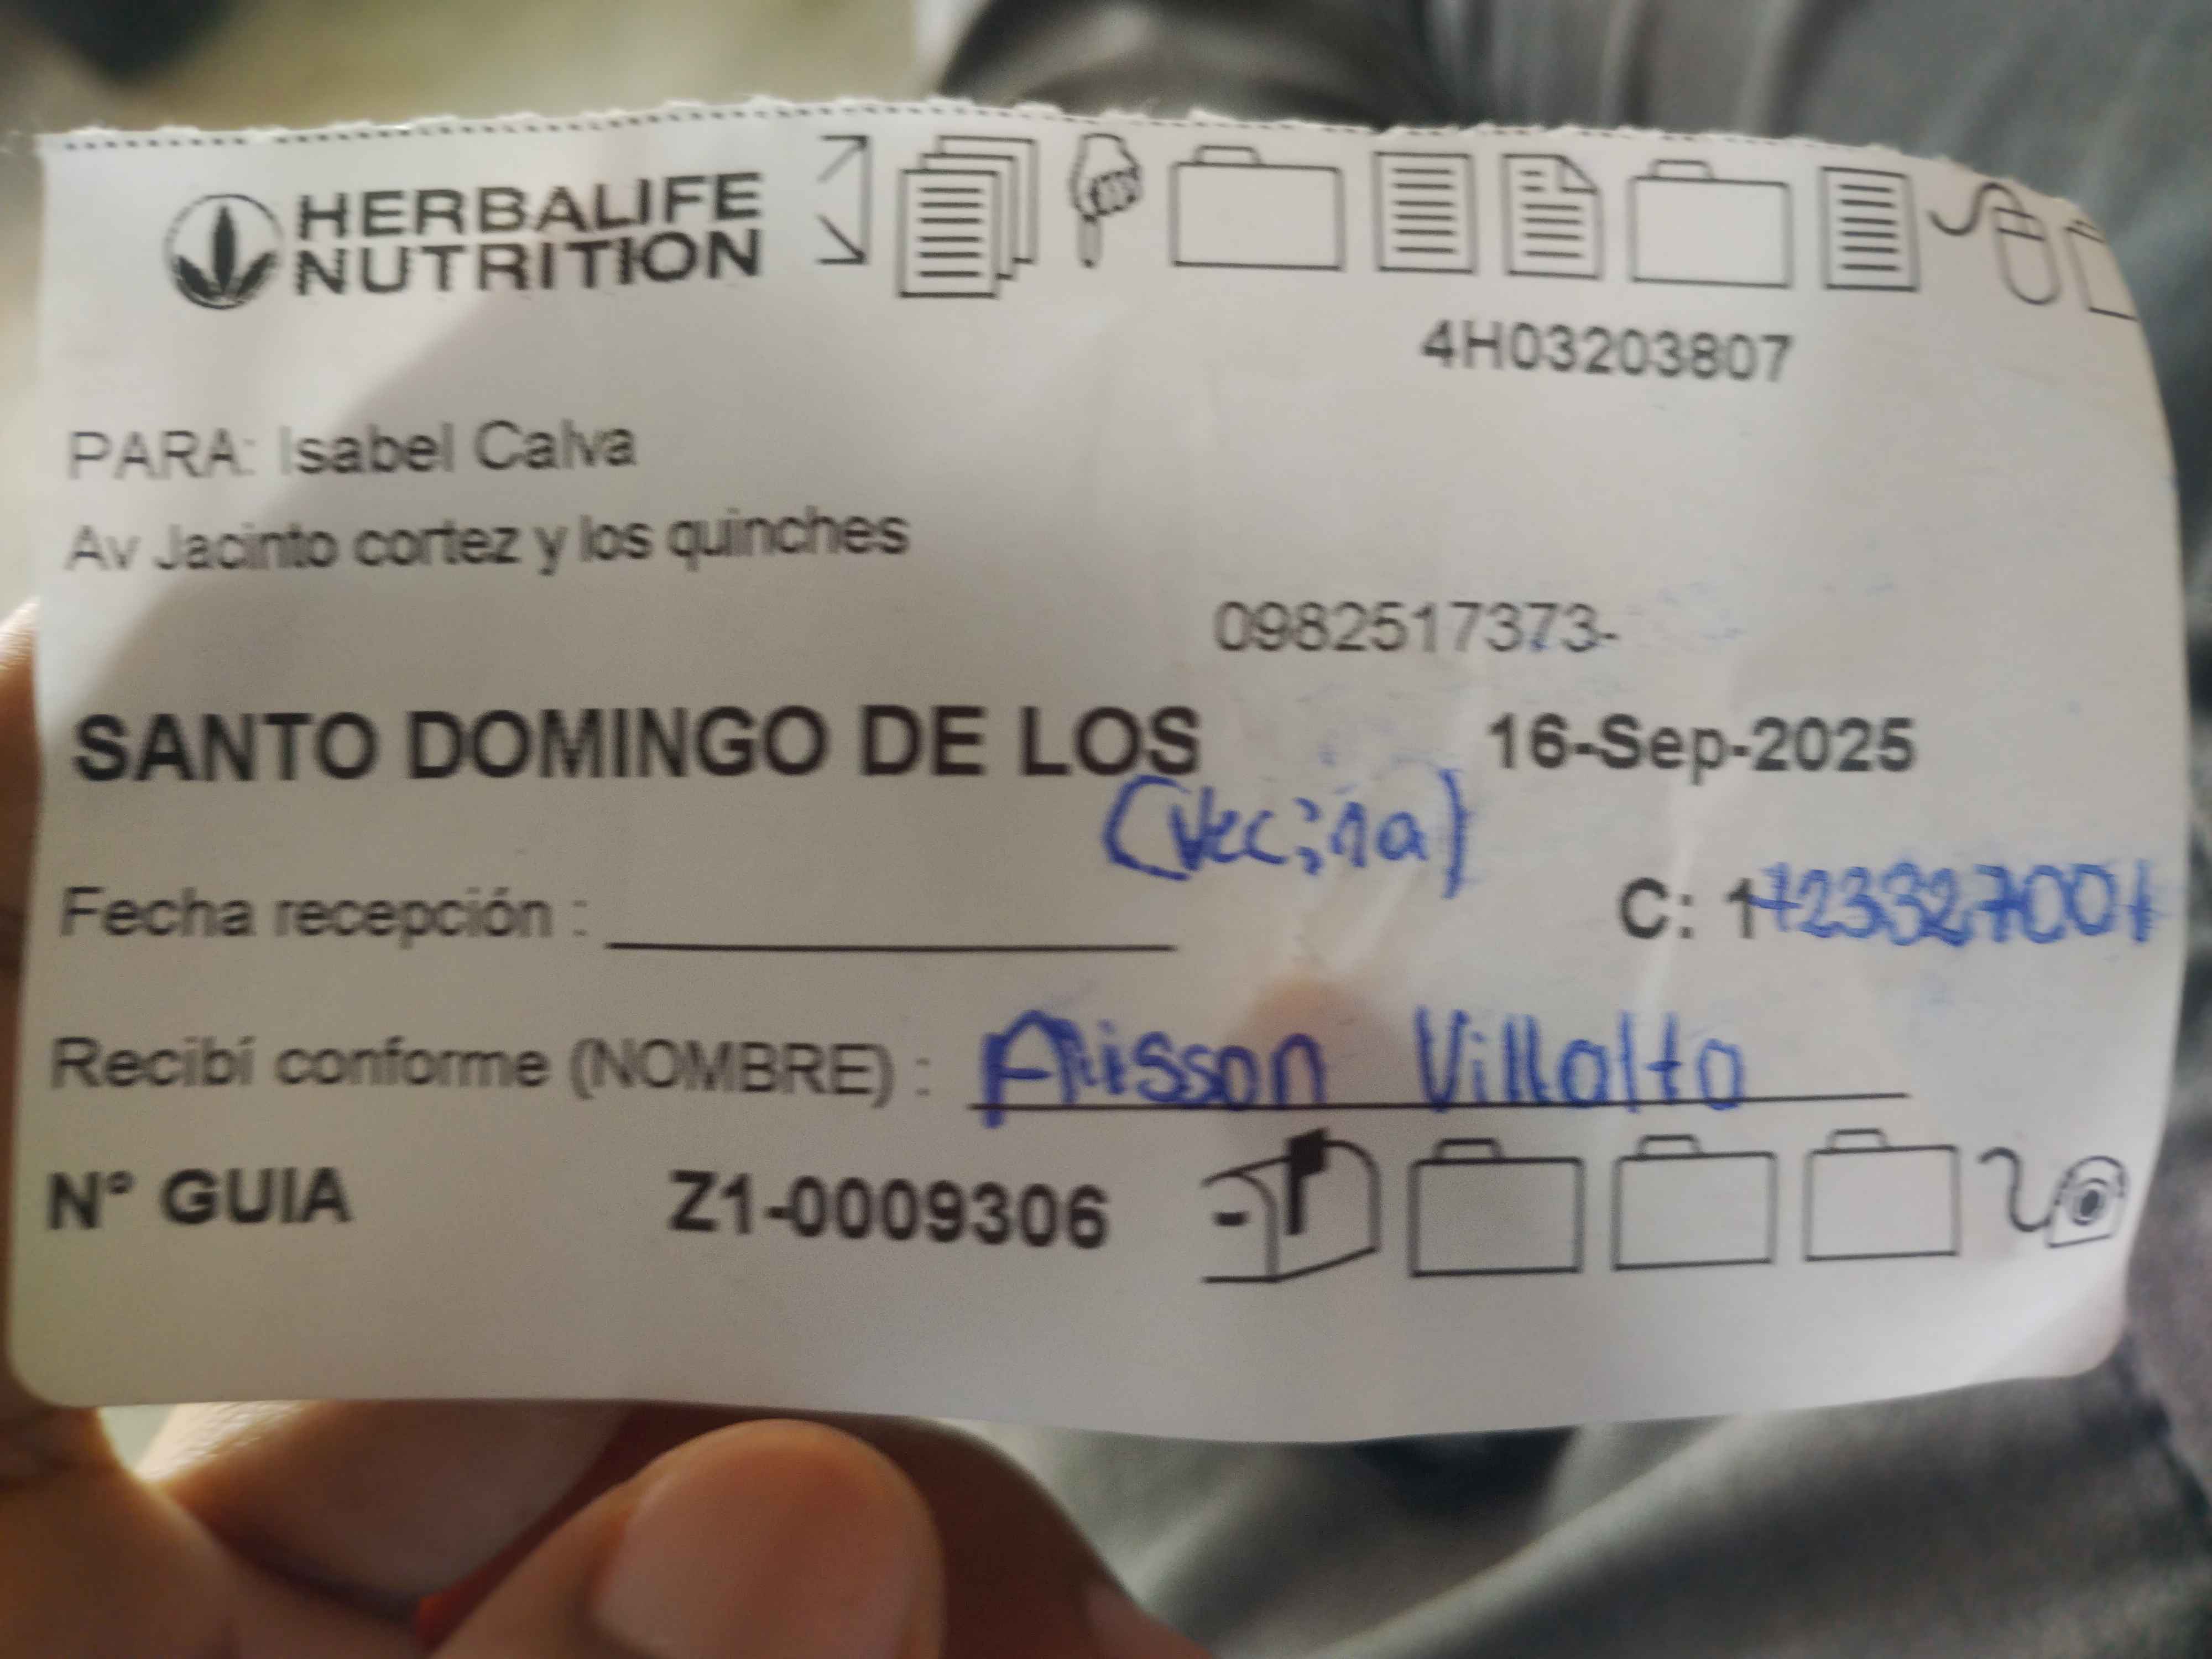 HERBALIFE
NUTRITION
4H03203807
PARA: Isabel Calva
Av Jacinto cortez y los quinches
0982517373-
SANTO DOMINGO DE LOS 16-Sep-2025
(Vecina)
Fecha recepción : C: 1
Recibí conforme (NOMBRE) : Alisson Villalta
N° GUIA Z1-0009306